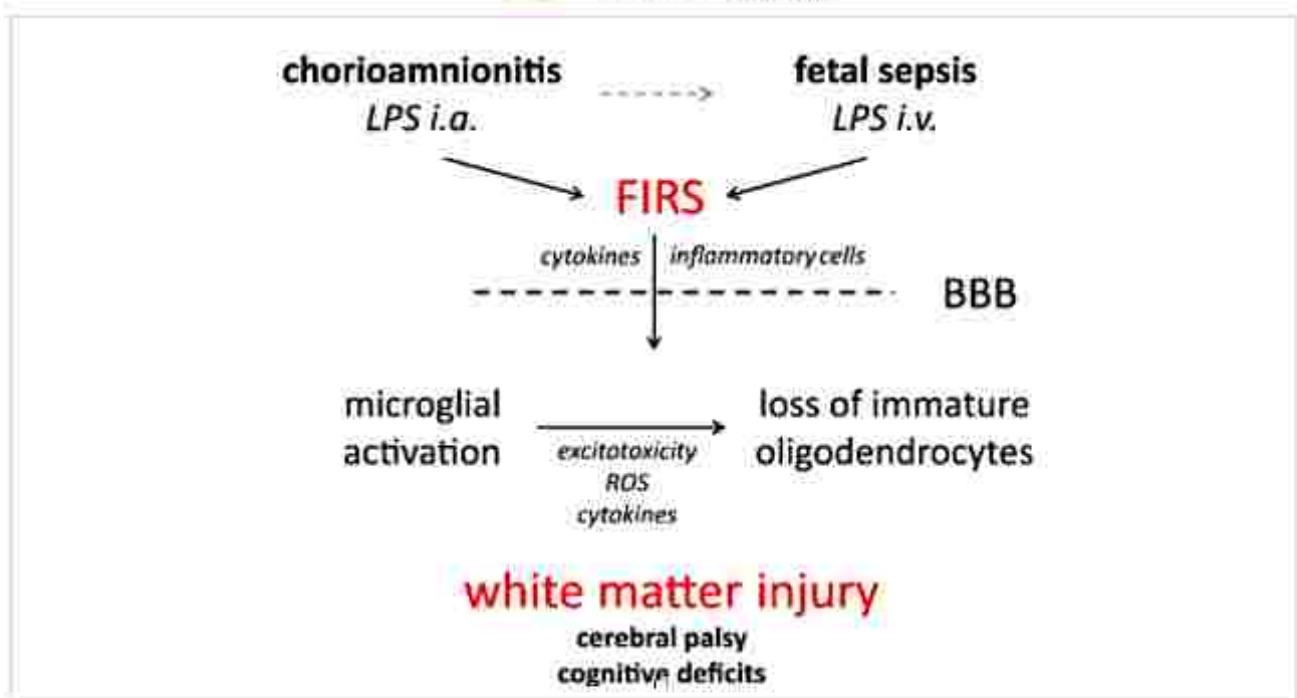 chorioamnionitis
LPS i.a.
fetal sepsis
LPS i.v.
FIRS
cytokines
inflammatory cells
BBB
microglial
activation
excitotoxicity
ROS
cytokines
loss of immature
oligodendrocytes
white matter injury
cerebral palsy
cognitive deficits